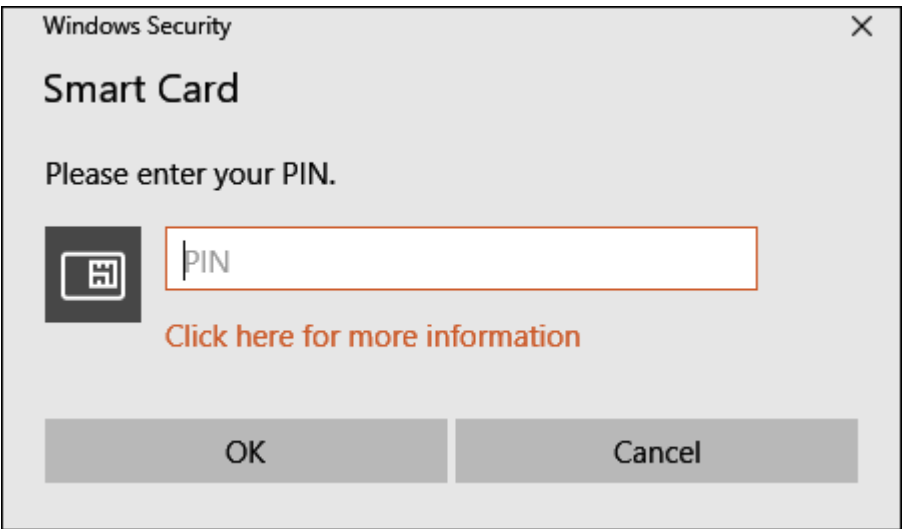 Windows Security
Smart Card
Please enter your PIN.
PIN
Click here for more information
OK
Cancel